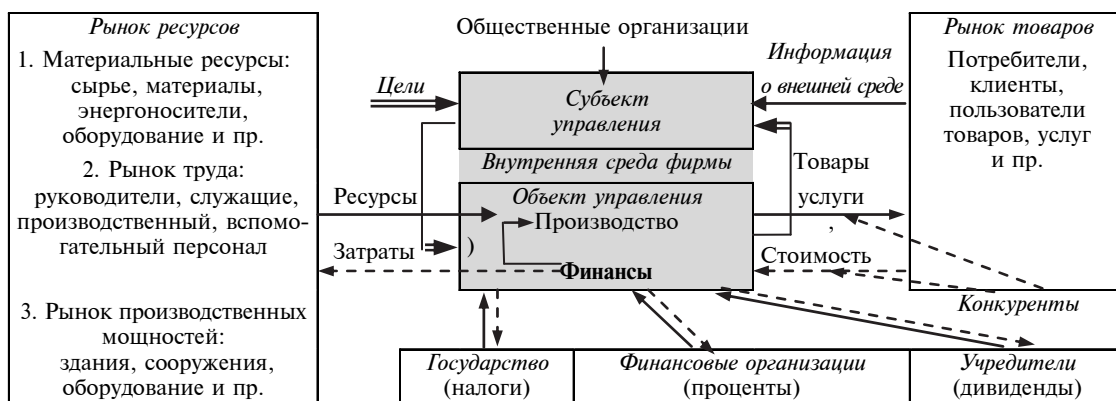 Рынок ресурсов
1. Материальные ресурсы:
сырье, материалы,
энергоносители,
оборудование и пр.
2. Рынок труда:
руководители, служащие,
производственный, вспомо-
гательный персонал
3. Рынок производственных
мощностей:
здания, сооружения,
оборудование и пр.
Общественные организации
Цели
Субъект
управления
Информация
о внешней среде
Внутренняя среда фирмы
Ресурсы
Затраты
Объект управления
Производство
)
Финансы
Товары
услуги
,
Стоимость
Рынок товаров
Потребители,
клиенты,
пользователи
товаров, услуг
и пр.
Конкуренты
Государство
(налоги)
Финансовые организации
(проценты)
Учредители
(дивиденды)